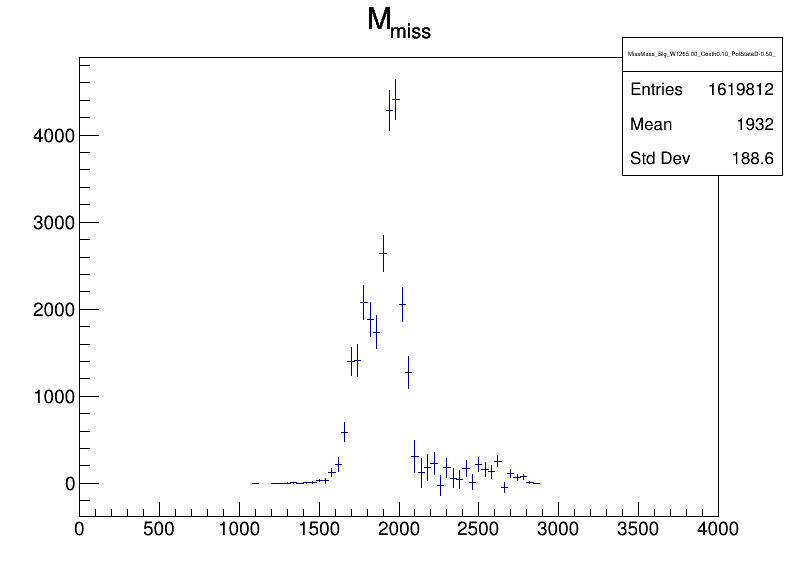 M_miss
MissMass_Sig_W1265.00_Costh0.10_PolStateD-0.50_
Entries 1619812
Mean 1932
Std Dev 188.6
4000
3000
2000
1000
0
0 500 1000 1500 2000 2500 3000 3500 4000